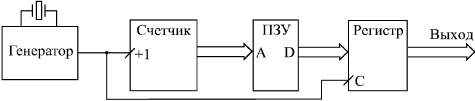 Генератор
Счетчик
+1
ПЗУ
A D
Регистр
C
Выход